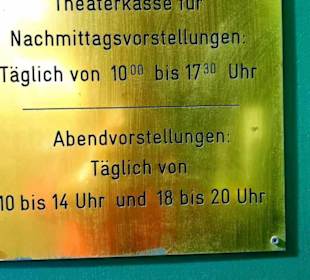 Theaterkasse für
Nachmittagsvorstellungen:
Täglich von 10⁰⁰ bis 17³⁰ Uhr
Abendvorstellungen:
Täglich von
10 bis 14 Uhr und 18 bis 20 Uhr